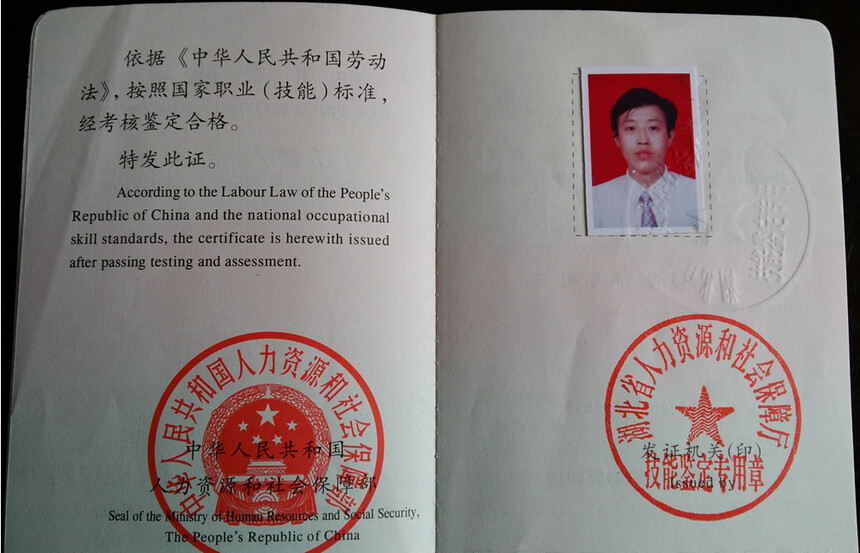 依据《中华人民共和国劳动
法》,按照国家职业(技能)标准,
经考核鉴定合格。
特发此证。
According to the Labour Law of the People's
Republic of China and the national occupational
skill standards, the certificate is herewith issued
after passing testing and assessment.
中华人民共和国人力资源和社会保障部
中华人民共和国
人力资源和社会保障部
Seal of the Ministry of Human Resources and Social Security,
The People's Republic of China
湖北省人力资源和社会保障厅
发证机关(印)
技能鉴定专用章
Issued by